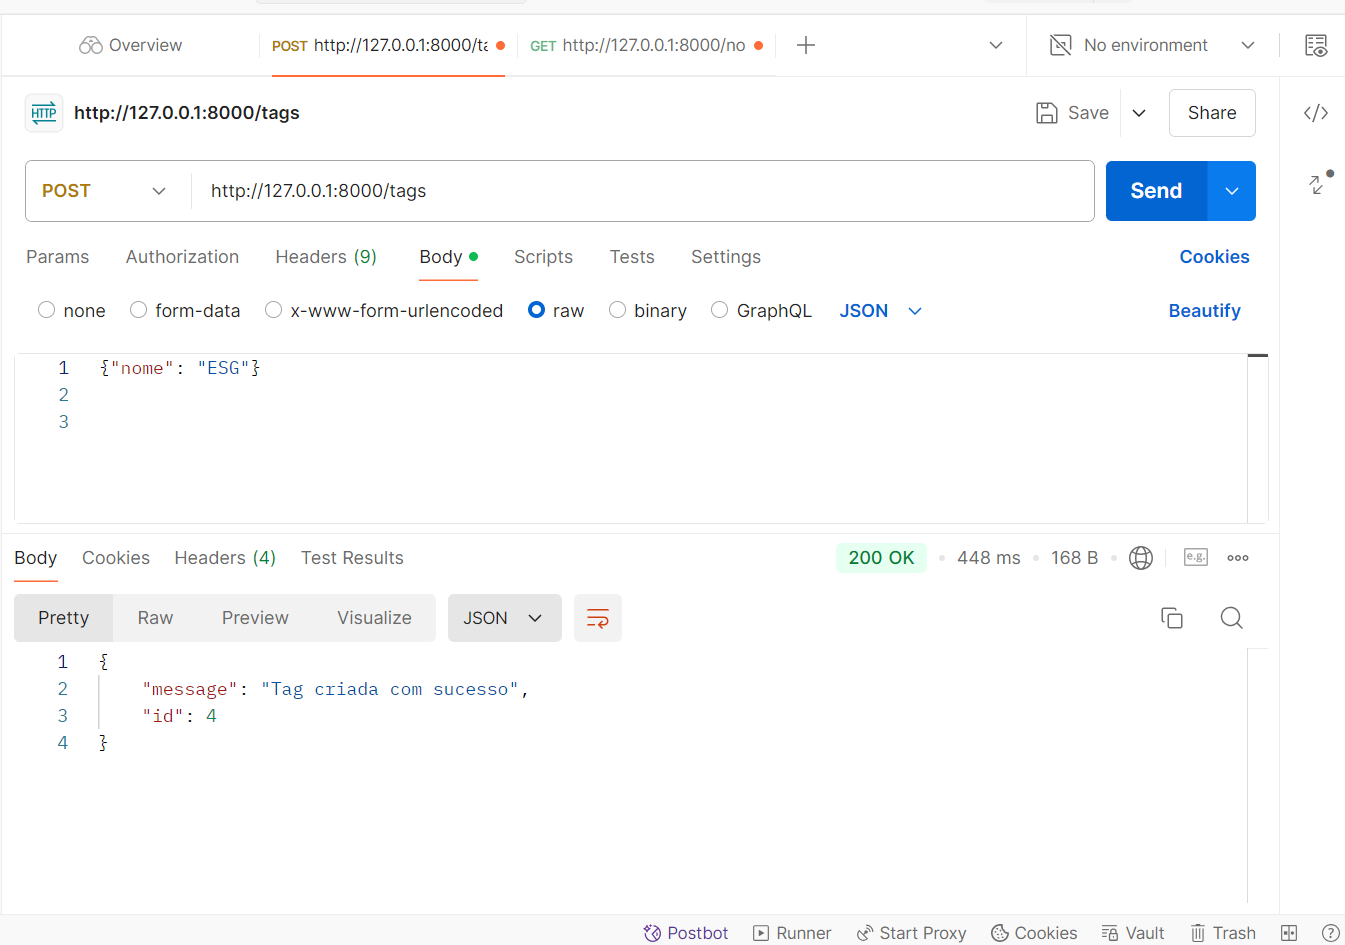 Overview
POST http://127.0.0.1:8000/ta
GET http://127.0.0.1:8000/no
No environment
HTTP http://127.0.0.1:8000/tags
Save
Share
POST http://127.0.0.1:8000/tags
Send
Params Authorization Headers (9) Body Scripts Tests Settings Cookies
none form-data x-www-form-urlencoded raw binary GraphQL JSON Beautify
1 {"nome": "ESG"}
2
3
Body Cookies Headers (4) Test Results 200 OK 448 ms 168 B e.g.
Pretty Raw Preview Visualize JSON
1 {
2 "message": "Tag criada com sucesso",
3 "id": 4
4 }
Postbot Runner Start Proxy Cookies Vault Trash